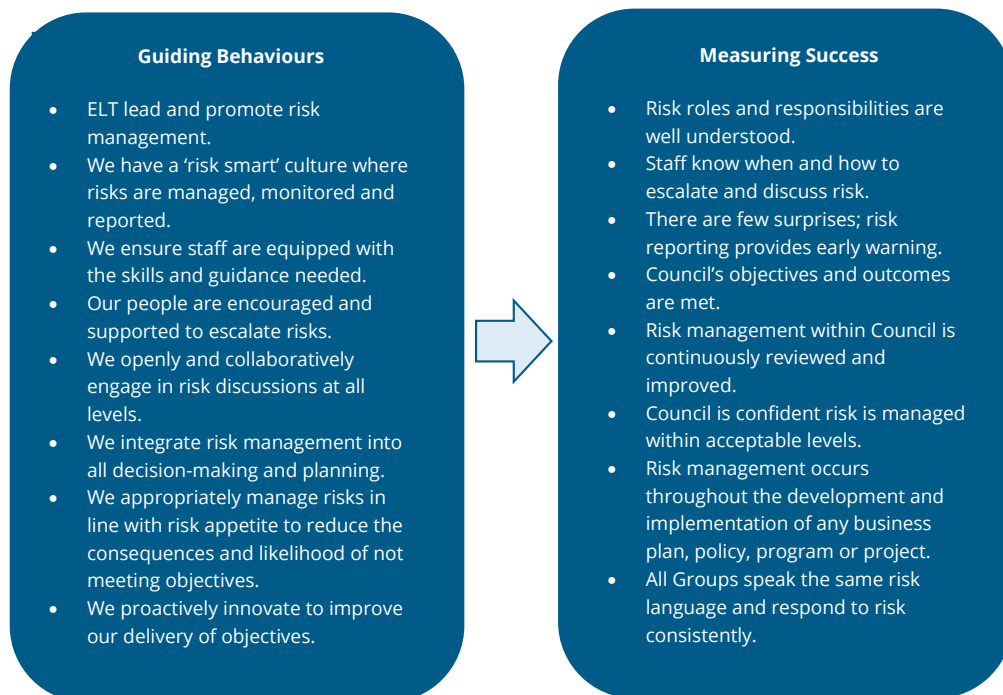 Guiding Behaviours
• ELT lead and promote risk
management.
• We have a ‘risk smart’ culture where
risks are managed, monitored and
reported.
• We ensure staff are equipped with
the skills and guidance needed.
• Our people are encouraged and
supported to escalate risks.
• We openly and collaboratively
engage in risk discussions at all
levels.
• We integrate risk management into
all decision-making and planning.
• We appropriately manage risks in
line with risk appetite to reduce the
consequences and likelihood of not
meeting objectives.
• We proactively innovate to improve
our delivery of objectives.
Measuring Success
• Risk roles and responsibilities are
well understood.
• Staff know when and how to
escalate and discuss risk.
• There are few surprises; risk
reporting provides early warning.
• Council’s objectives and outcomes
are met.
• Risk management within Council is
continuously reviewed and
improved.
• Council is confident risk is managed
within acceptable levels.
• Risk management occurs
throughout the development and
implementation of any business
plan, policy, program or project.
• All Groups speak the same risk
language and respond to risk
consistently.